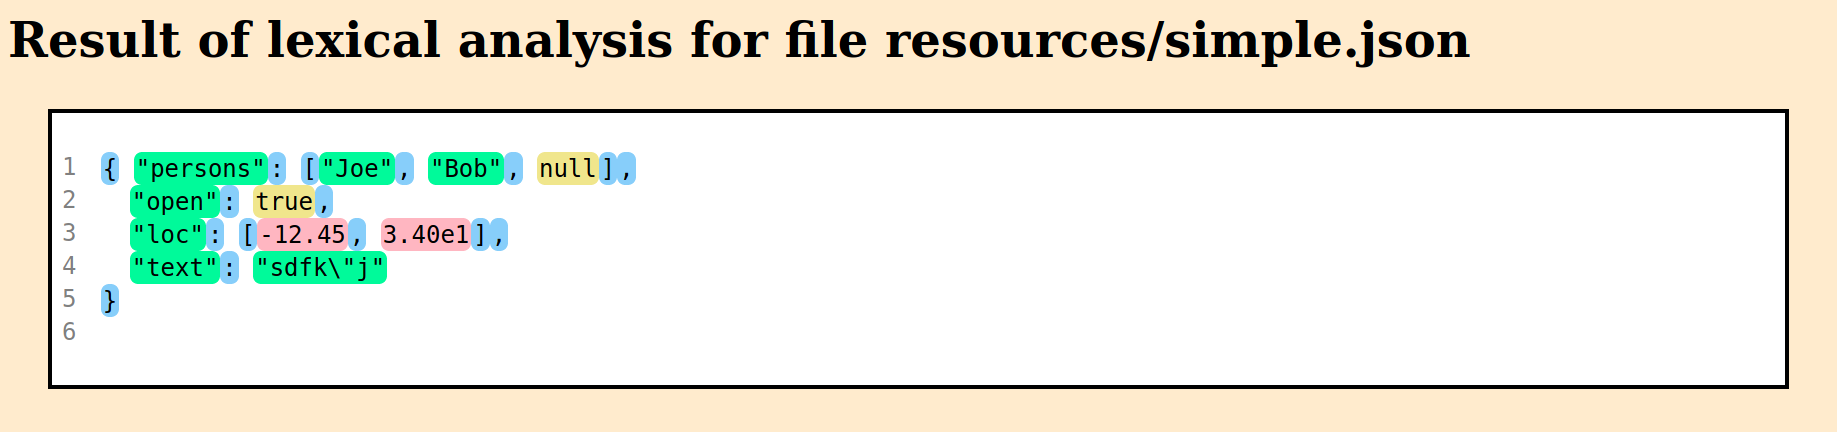 Result of lexical analysis for file resources/simple.json
1 { "persons": ["Joe", "Bob", null],
2 "open": true,
3 "loc": [-12.45, 3.40e1],
4 "text": "sdfk\"j"
5 }
6